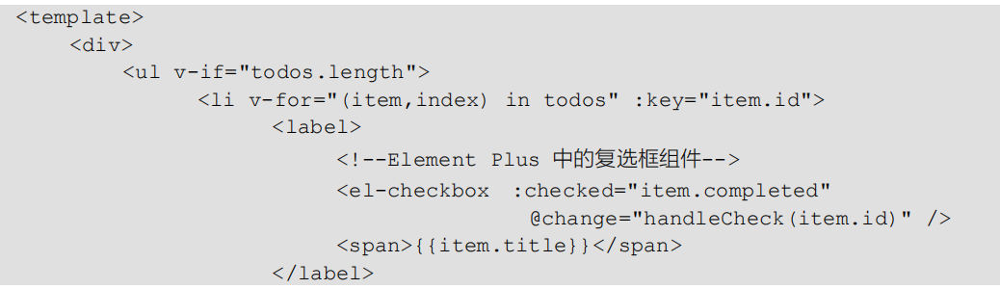 <template>
<div>
<ul v-if="todos.length">
<li v-for="(item,index) in todos" :key="item.id">
<label>
<!--Element Plus 中的复选框组件-->
<el-checkbox :checked="item.completed"
@change="handleCheck(item.id)" />
<span>{{item.title}}</span>
</label>